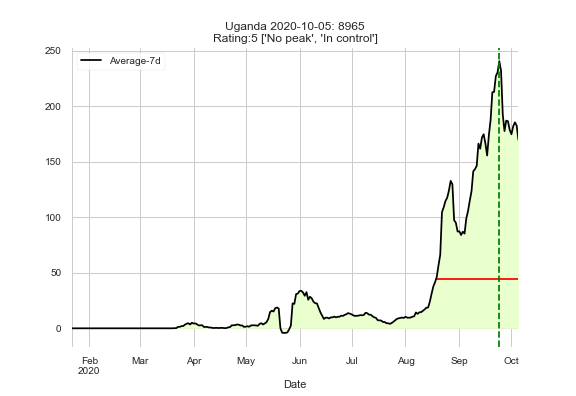 Uganda 2020-10-05: 8965
Rating:5 ['No peak', 'In control']
Average-7d
250
200
150
100
50
0
Feb Mar Apr May Jun Jul Aug Sep Oct
2020
Date